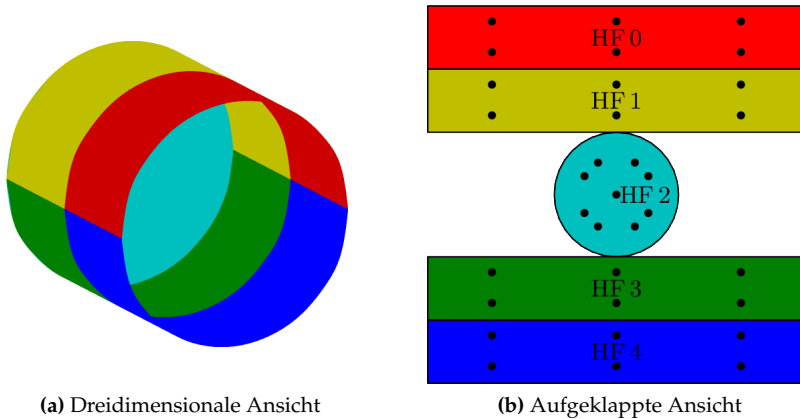 HF 0
HF 1
HF 2
HF 3
HF 4
(a) Dreidimensionale Ansicht
(b) Aufgeklappte Ansicht